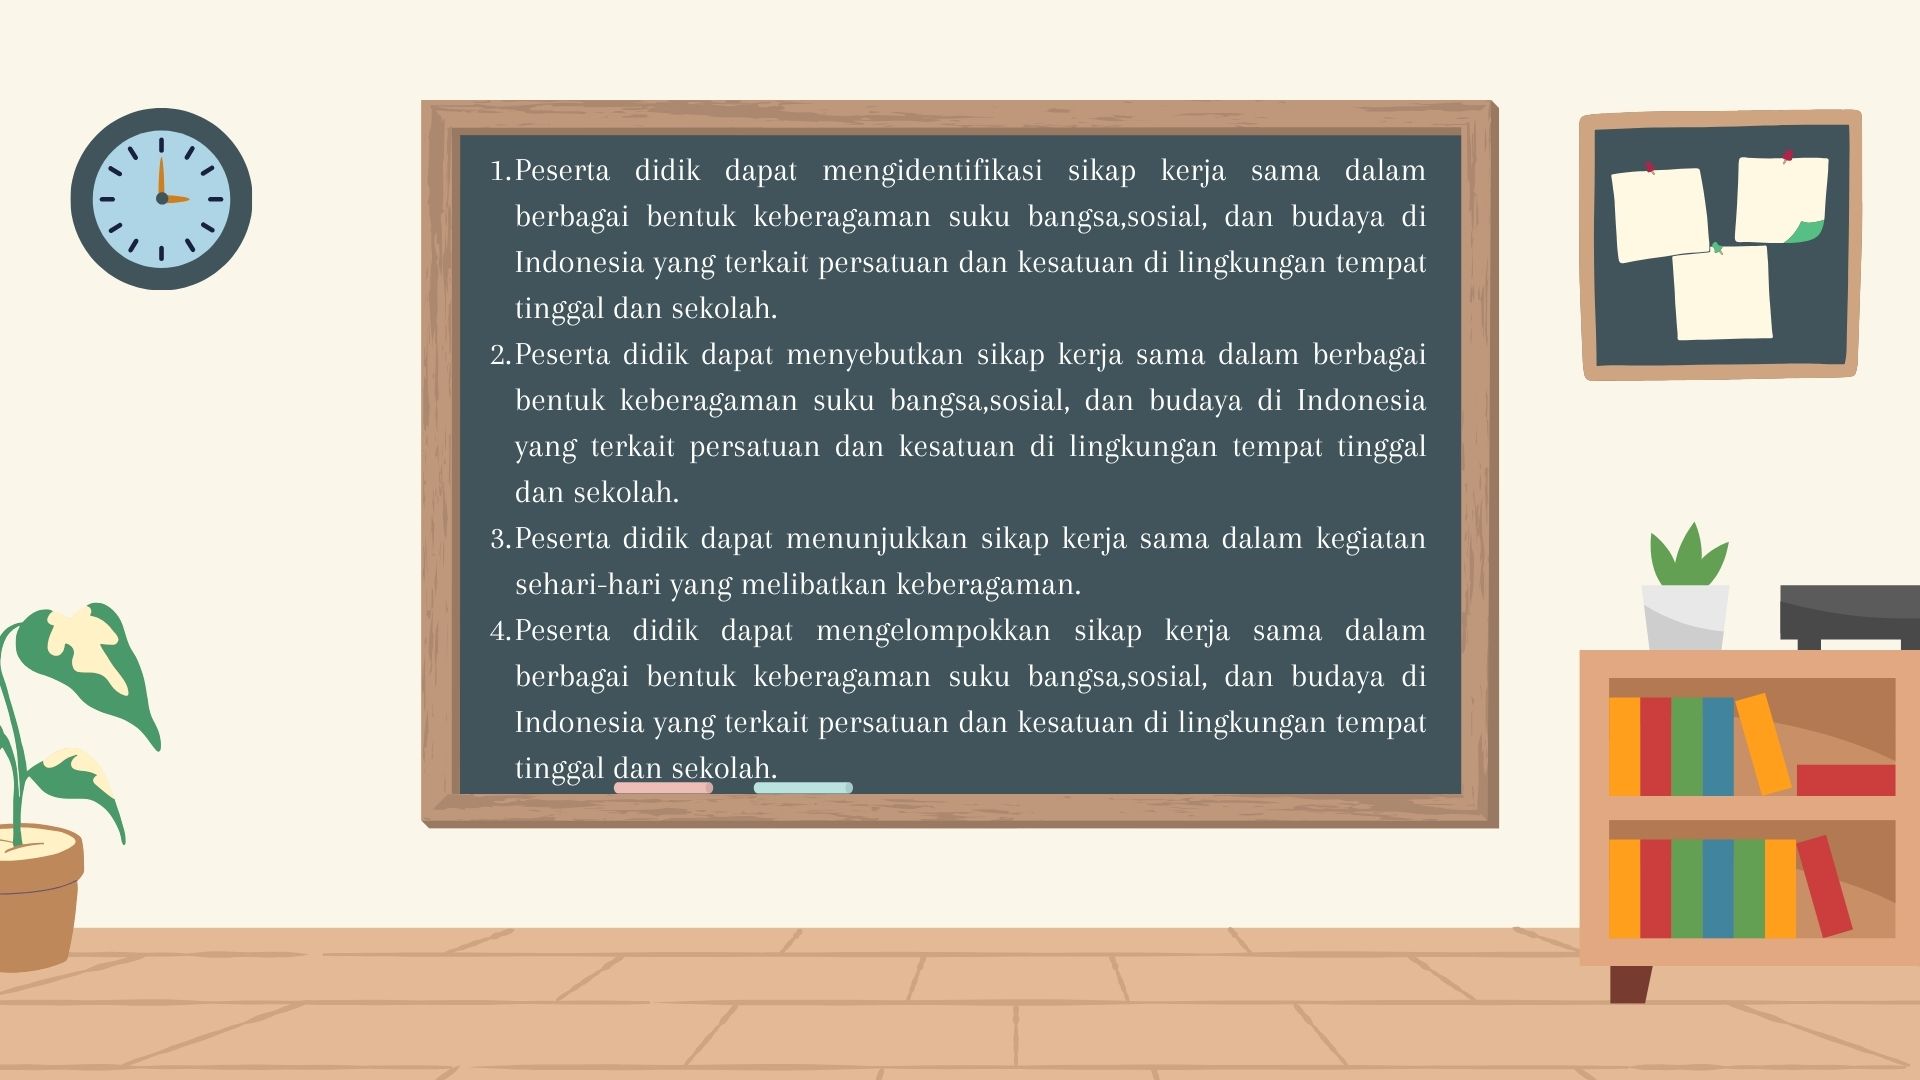 1. Peserta didik dapat mengidentifikasi sikap kerja sama dalam
berbagai bentuk keberagaman suku bangsa,sosial, dan budaya di
Indonesia yang terkait persatuan dan kesatuan di lingkungan tempat
tinggal dan sekolah.
2. Peserta didik dapat menyebutkan sikap kerja sama dalam berbagai
bentuk keberagaman suku bangsa,sosial, dan budaya di Indonesia
yang terkait persatuan dan kesatuan di lingkungan tempat tinggal
dan sekolah.
3. Peserta didik dapat menunjukkan sikap kerja sama dalam kegiatan
sehari-hari yang melibatkan keberagaman.
4. Peserta didik dapat mengelompokkan sikap kerja sama dalam
berbagai bentuk keberagaman suku bangsa,sosial, dan budaya di
Indonesia yang terkait persatuan dan kesatuan di lingkungan tempat
tinggal dan sekolah.